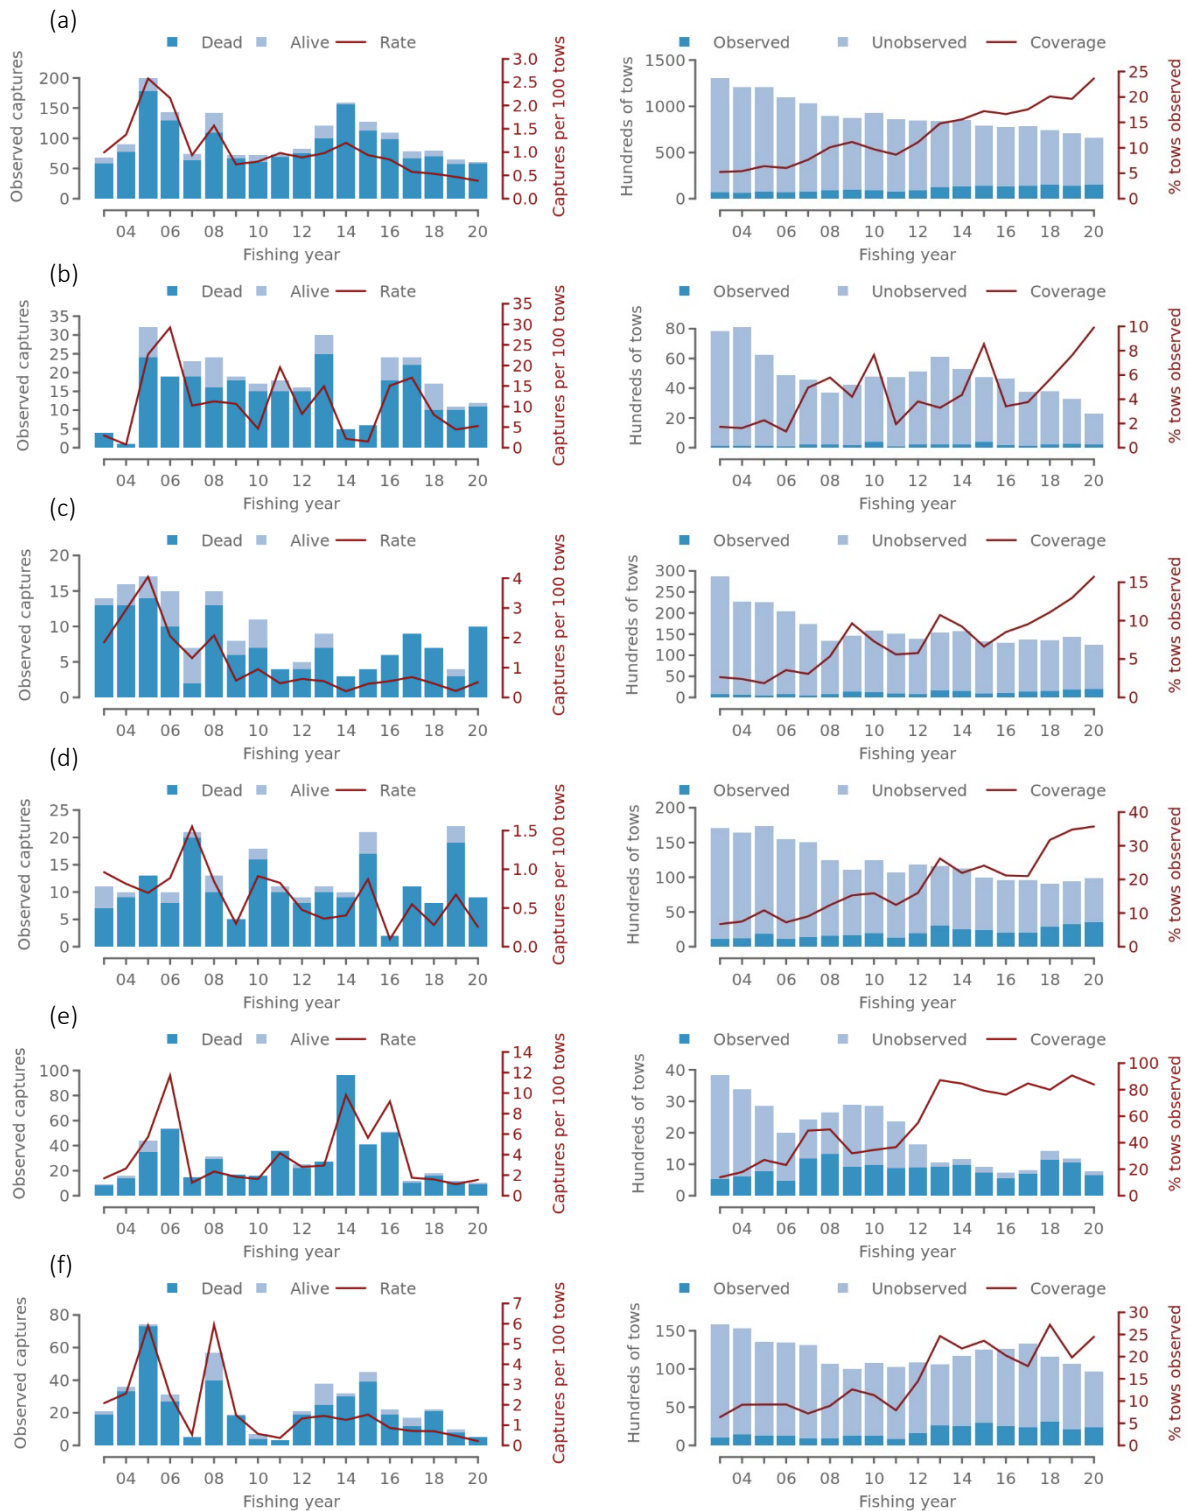 (a)
Dead Alive Rate
Observed captures
200
150
100
50
0
3.0
2.5
2.0
1.5
1.0
0.5
0.0
Captures per 100 tows
04 06 08 10 12 14 16 18 20
Fishing year
Observed Unobserved Coverage
Hundreds of tows
1500
1000
500
0
25
20
15
10
5
0
% tows observed
04 06 08 10 12 14 16 18 20
Fishing year
(b)
Dead Alive Rate
Observed captures
35
30
25
20
15
10
5
0
35
30
25
20
15
10
5
0
Captures per 100 tows
04 06 08 10 12 14 16 18 20
Fishing year
Observed Unobserved Coverage
Hundreds of tows
80
60
40
20
0
10
8
6
4
2
0
% tows observed
04 06 08 10 12 14 16 18 20
Fishing year
(c)
Dead Alive Rate
Observed captures
20
15
10
5
0
4
3
2
1
0
Captures per 100 tows
04 06 08 10 12 14 16 18 20
Fishing year
Observed Unobserved Coverage
Hundreds of tows
300
250
200
150
100
50
0
15
10
5
0
% tows observed
04 06 08 10 12 14 16 18 20
Fishing year
(d)
Dead Alive Rate
Observed captures
25
20
15
10
5
0
1.5
1.0
0.5
0.0
Captures per 100 tows
04 06 08 10 12 14 16 18 20
Fishing year
Observed Unobserved Coverage
Hundreds of tows
200
150
100
50
0
40
30
20
10
0
% tows observed
04 06 08 10 12 14 16 18 20
Fishing year
(e)
Dead Alive Rate
Observed captures
100
80
60
40
20
0
14
12
10
8
6
4
2
0
Captures per 100 tows
04 06 08 10 12 14 16 18 20
Fishing year
Observed Unobserved Coverage
Hundreds of tows
40
30
20
10
0
100
80
60
40
20
0
% tows observed
04 06 08 10 12 14 16 18 20
Fishing year
(f)
Dead Alive Rate
Observed captures
80
60
40
20
0
7
6
5
4
3
2
1
0
Captures per 100 tows
04 06 08 10 12 14 16 18 20
Fishing year
Observed Unobserved Coverage
Hundreds of tows
150
100
50
0
30
25
20
15
10
5
0
% tows observed
04 06 08 10 12 14 16 18 20
Fishing year